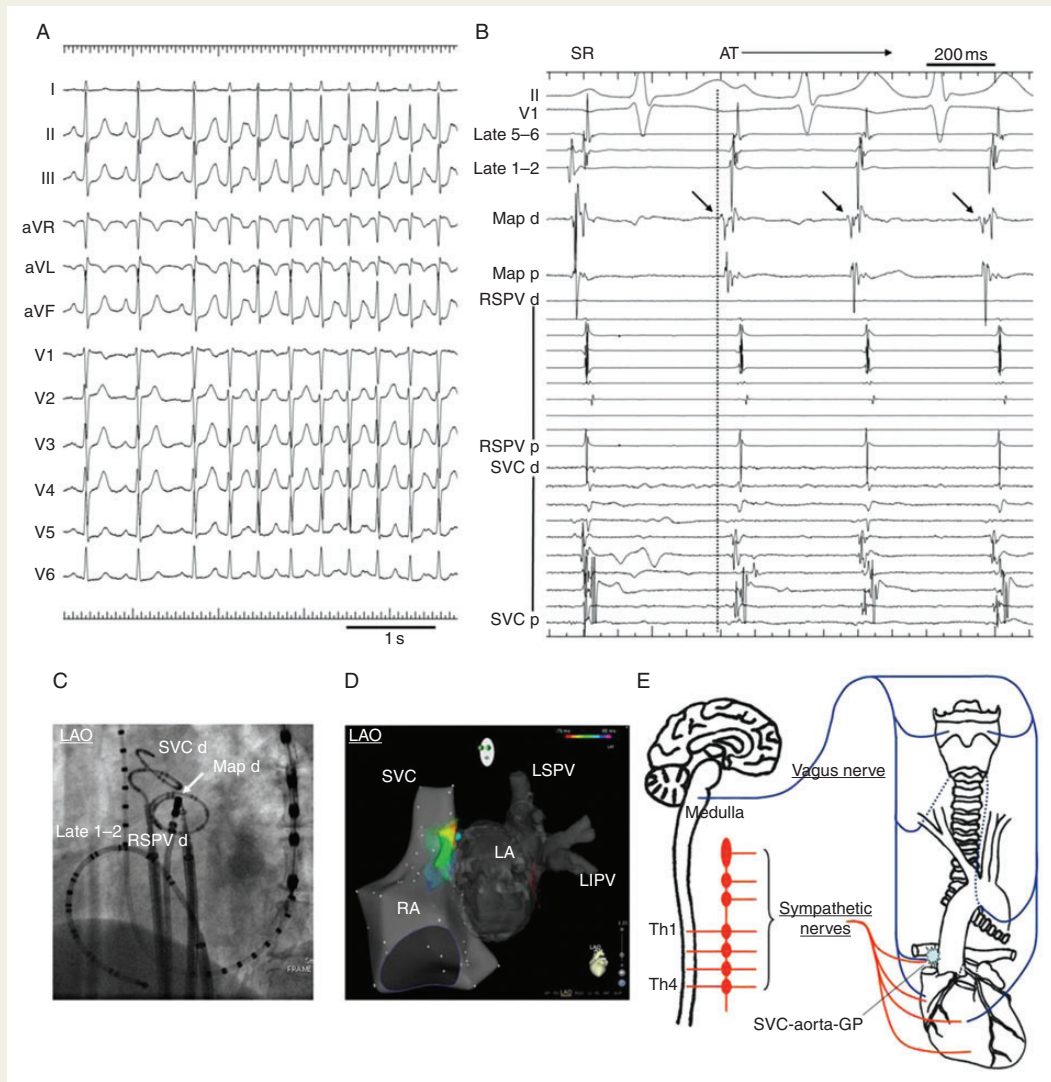 A
I
II
III
aVR
aVL
aVF
V1
V2
V3
V4
V5
V6
1 s
B
SR
AT
200 ms
II
V1
Late 5–6
Late 1–2
Map d
Map p
RSPV d
RSPV p
SVC d
SVC p
C
LAO
SVC d
Map d
Late 1–2
RSPV d
FRAME
D
LAO
SVC
LSPV
LA
LIPV
RA
LAO
E
Vagus nerve
Medulla
Sympathetic
nerves
Th1
Th4
SVC-aorta-GP